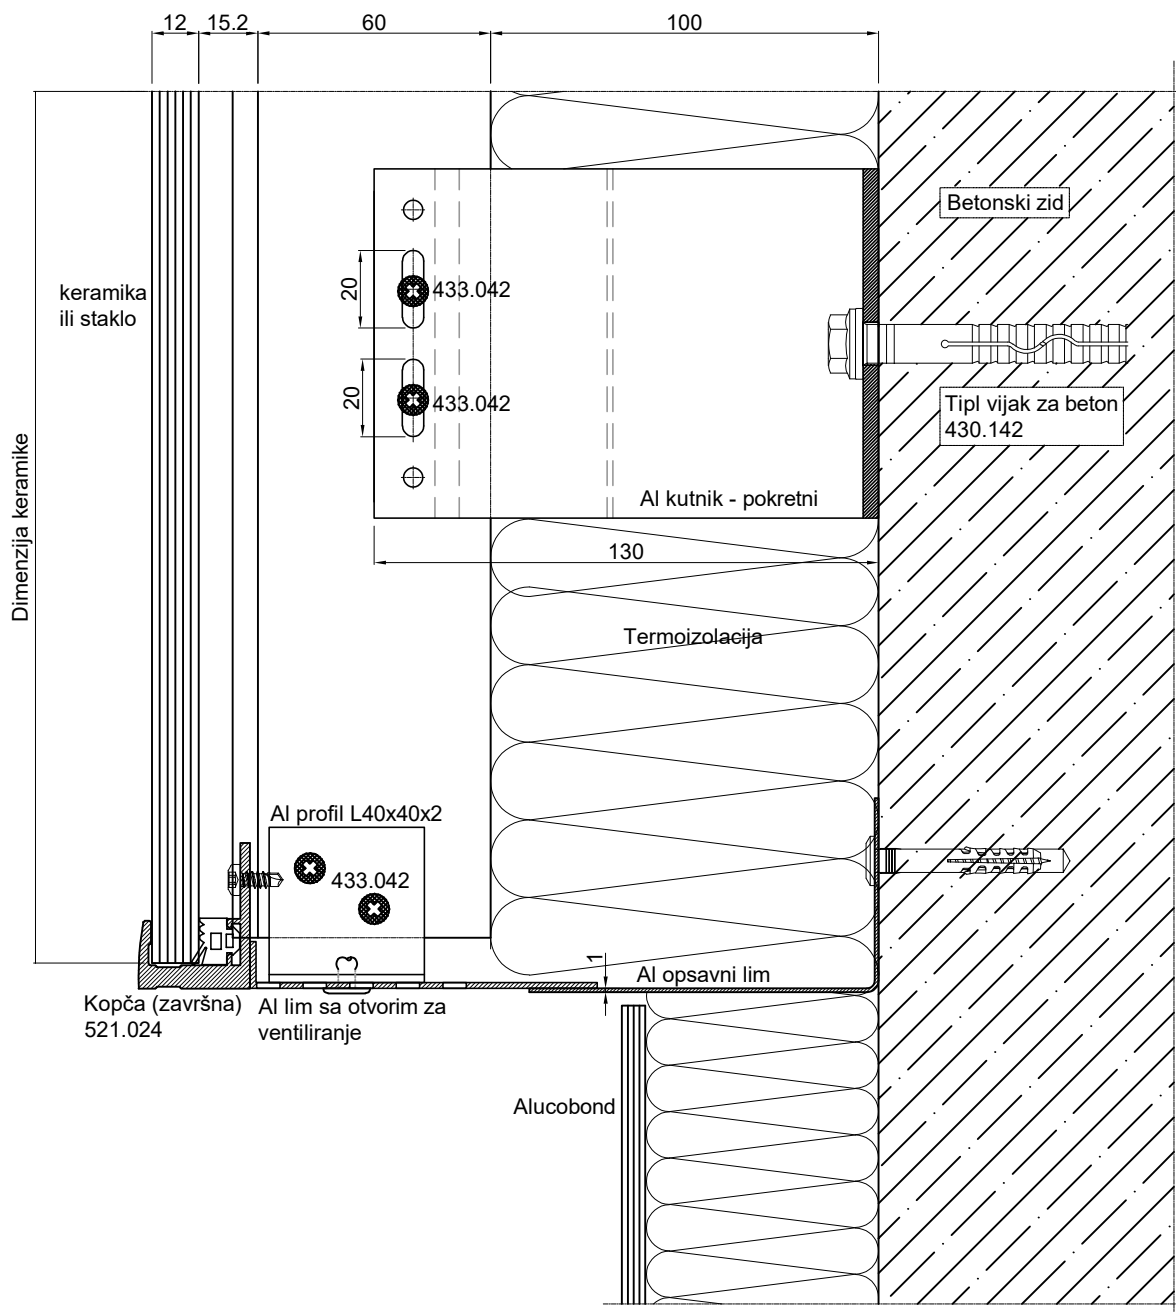 12
15.2
60
100
Betonski zid
keramika
ili staklo
20
433.042
20
433.042
Tipl vijak za beton
430.142
Al kutnik - pokretni
130
Dimenzija keramike
Termoizolacija
Al profil L40x40x2
433.042
1
Al opsavni lim
Kopča (završna)
521.024
Al lim sa otvorim za
ventiliranje
Alucobond